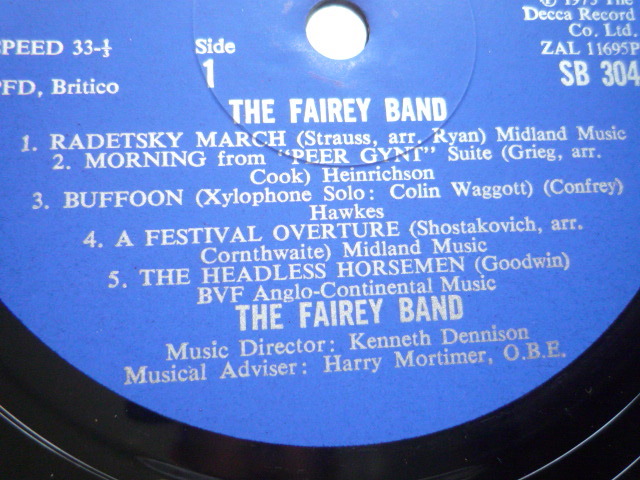 ℗ 1973 The
Decca Record
Co. Ltd.
ZAL 11695P
SB 304
SPEED 33-⅓
PFD, Britico
Side
1
THE FAIREY BAND
1. RADETSKY MARCH (Strauss, arr. Ryan) Midland Music
2. MORNING from "PEER GYNT" Suite (Grieg, arr.
Cook) Heinrichson
3. BUFFOON (Xylophone Solo: Colin Waggott) (Confrey)
Hawkes
4. A FESTIVAL OVERTURE (Shostakovich, arr.
Cornthwaite) Midland Music
5. THE HEADLESS HORSEMEN (Goodwin)
BVF Anglo-Continental Music
THE FAIREY BAND
Music Director: Kenneth Dennison
Musical Adviser: Harry Mortimer, O.B.E.